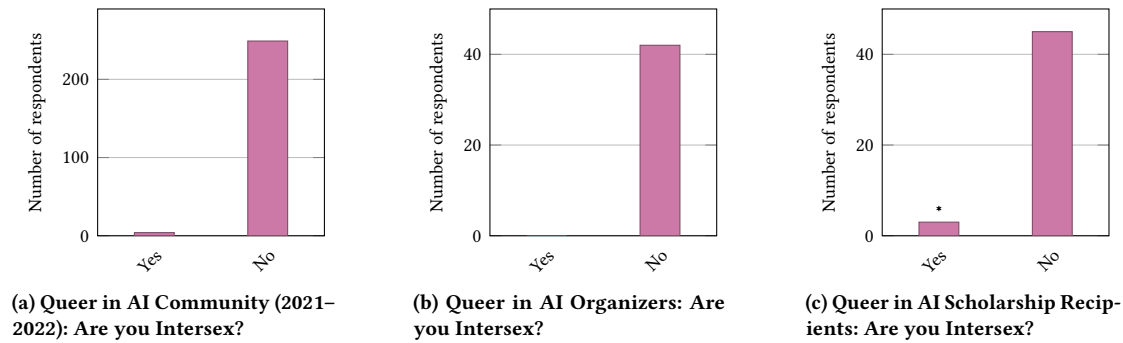 Number of respondents
200
100
0
Yes
No
(a) Queer in AI Community (2021–
2022): Are you Intersex?
Number of respondents
40
20
0
Yes
No
(b) Queer in AI Organizers: Are
you Intersex?
Number of respondents
40
20
0
*
Yes
No
(c) Queer in AI Scholarship Recip-
ients: Are you Intersex?